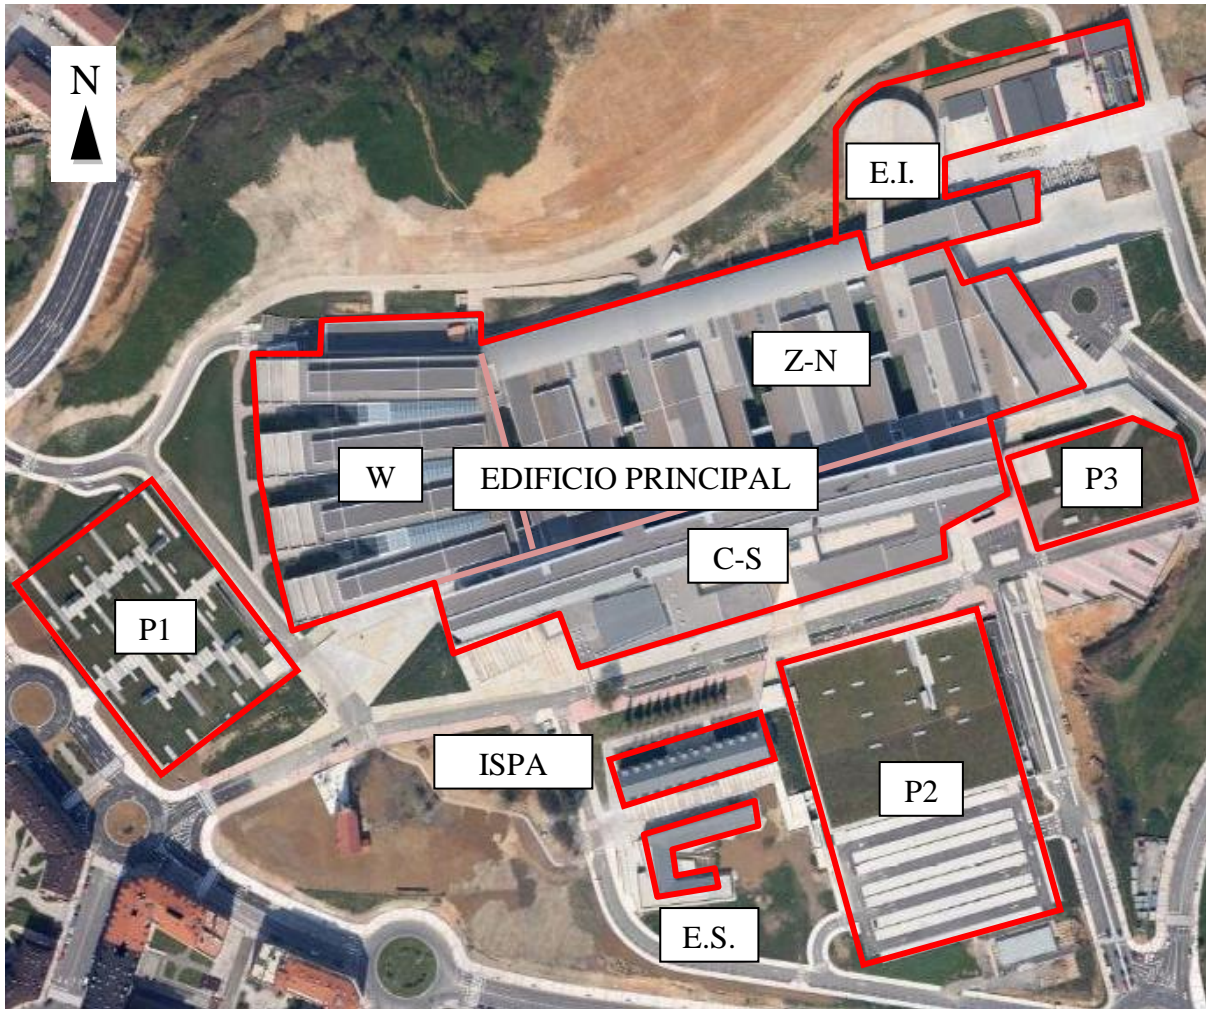 N
E.I.
Z-N
W
EDIFICIO PRINCIPAL
P3
C-S
P1
ISPA
P2
E.S.